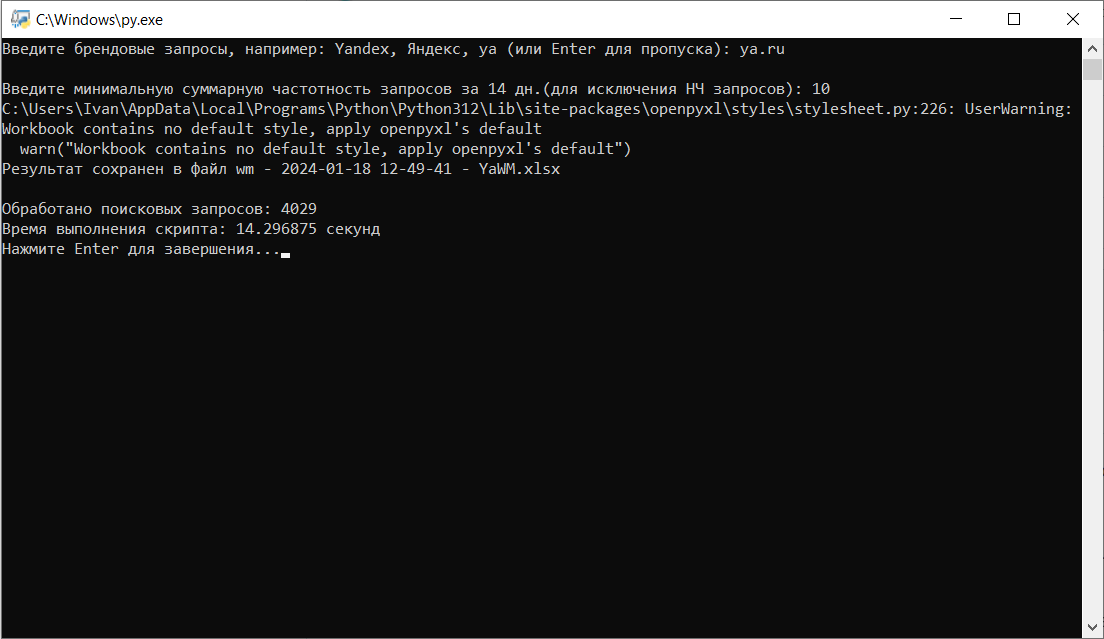 C:\Windows\py.exe
Введите брендовые запросы, например: Yandex, Яндекс, ya (или Enter для пропуска): ya.ru
Введите минимальную суммарную частотность запросов за 14 дн.(для исключения НЧ запросов): 10
C:\Users\Ivan\AppData\Local\Programs\Python\Python312\Lib\site-packages\openpyxl\styles\stylesheet.py:226: UserWarning:
Workbook contains no default style, apply openpyxl's default
  warn("Workbook contains no default style, apply openpyxl's default")
Результат сохранен в файл wm - 2024-01-18 12-49-41 - YaWM.xlsx
Обработано поисковых запросов: 4029
Время выполнения скрипта: 14.296875 секунд
Нажмите Enter для завершения...